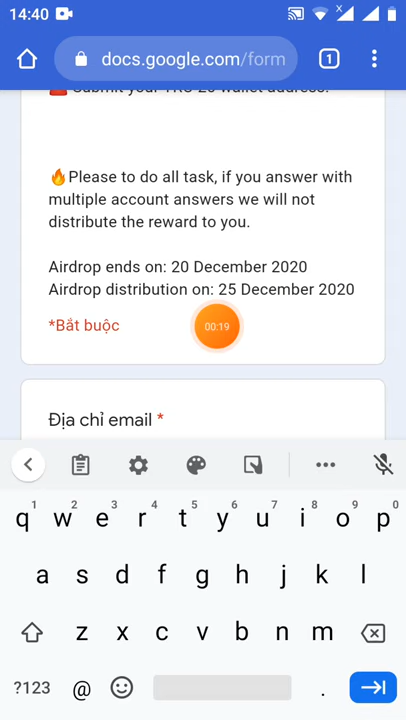 14:40
docs.google.com/form
1
Submit your TRC 20 wallet address.
🔥Please to do all task, if you answer with
multiple account answers we will not
distribute the reward to you.
Airdrop ends on: 20 December 2020
Airdrop distribution on: 25 December 2020
*Bắt buộc
00:19
Địa chỉ email *
1 2 3 4 5 6 7 8 9 0
q w e r t y u i o p
a s d f g h j k l
z x c v b n m
?123 @ .